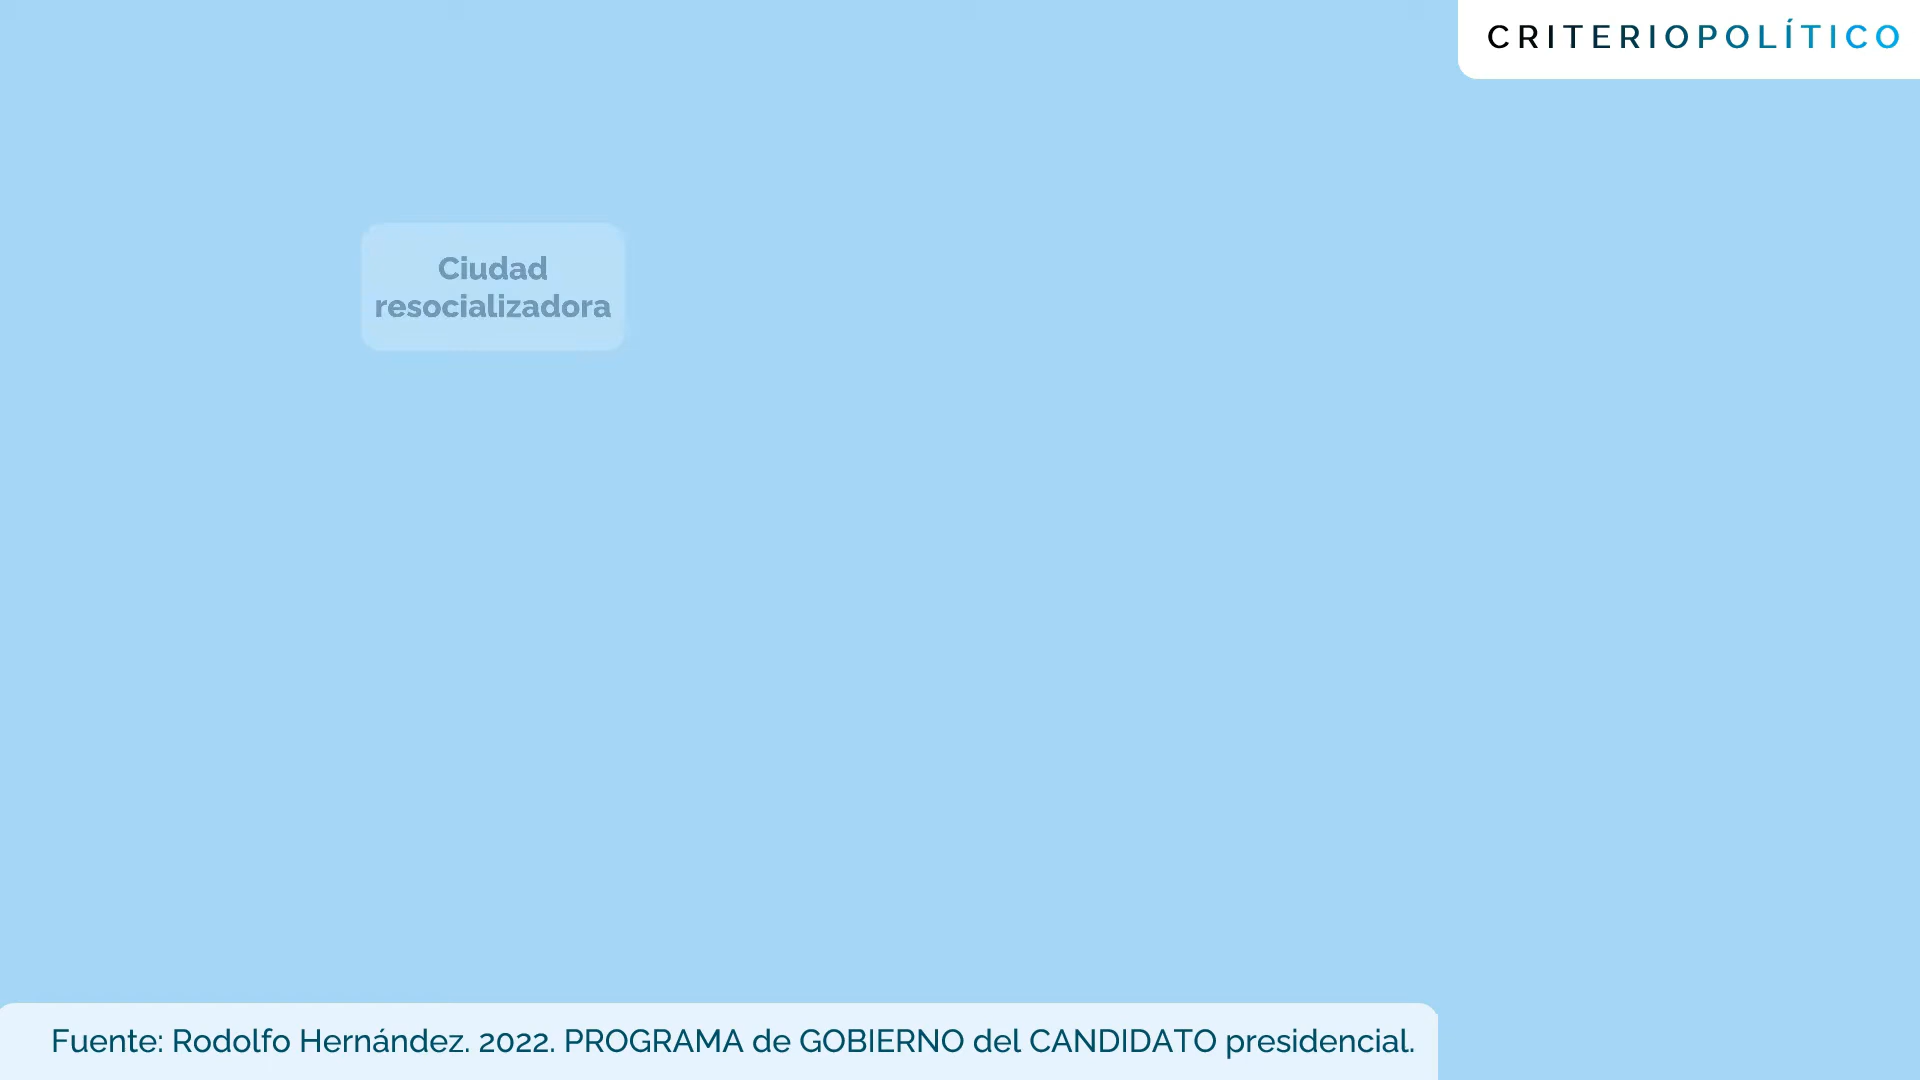 CRITERIOPOLÍTICO
Ciudad
resocializadora
Fuente: Rodolfo Hernández. 2022. PROGRAMA de GOBIERNO del CANDIDATO presidencial.